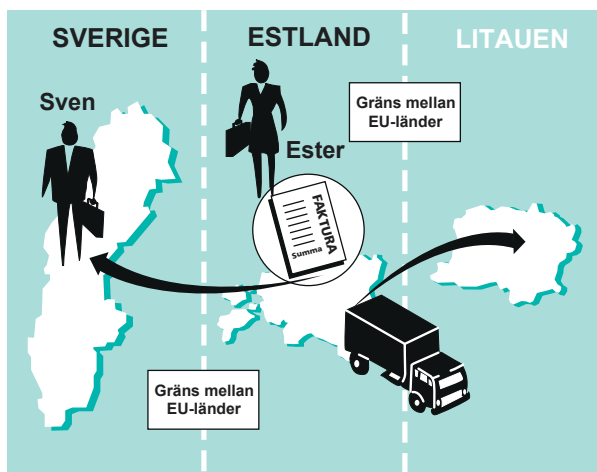 SVERIGE
ESTLAND
LITAUEN
Sven
Ester
Gräns mellan
EU-länder
FAKTURA
Summa
Gräns mellan
EU-länder